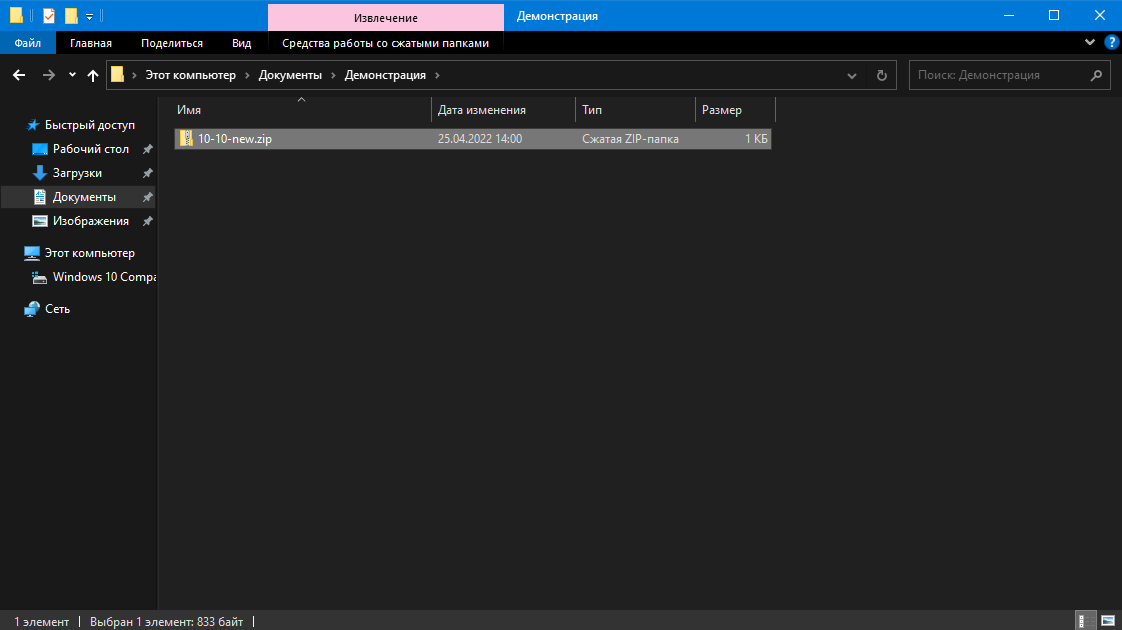 Извлечение
Демонстрация
Файл
Главная
Поделиться
Вид
Средства работы со сжатыми папками
Этот компьютер
Документы
Демонстрация
Поиск: Демонстрация
Имя
Дата изменения
Тип
Размер
10-10-new.zip
25.04.2022 14:00
Сжатая ZIP-папка
1 КБ
Быстрый доступ
Рабочий стол
Загрузки
Документы
Изображения
Этот компьютер
Windows 10 Compa
Сеть
1 элемент
Выбран 1 элемент: 833 байт